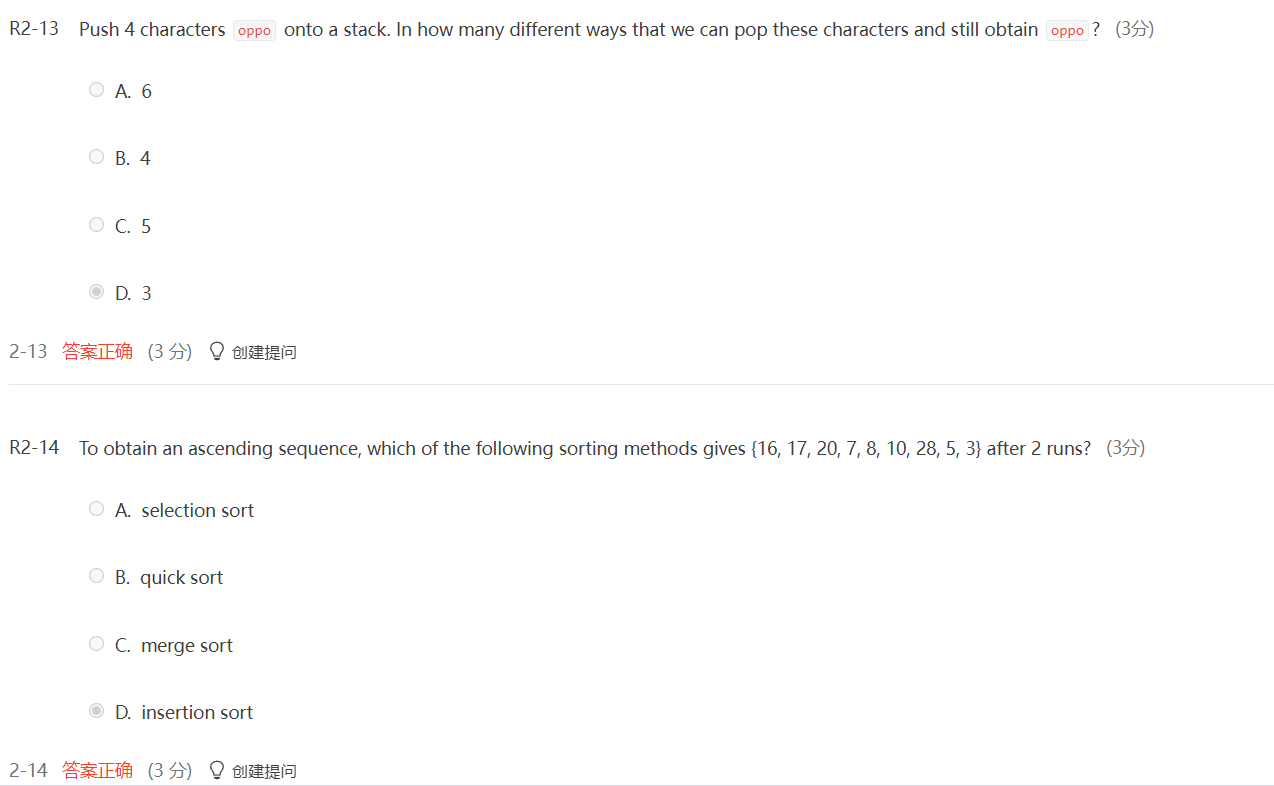 R2-13 Push 4 characters oppo onto a stack. In how many different ways that we can pop these characters and still obtain oppo ? (3分)
A. 6
B. 4
C. 5
D. 3
2-13 答案正确 (3 分) 创建提问
R2-14 To obtain an ascending sequence, which of the following sorting methods gives {16, 17, 20, 7, 8, 10, 28, 5, 3} after 2 runs? (3分)
A. selection sort
B. quick sort
C. merge sort
D. insertion sort
2-14 答案正确 (3 分) 创建提问